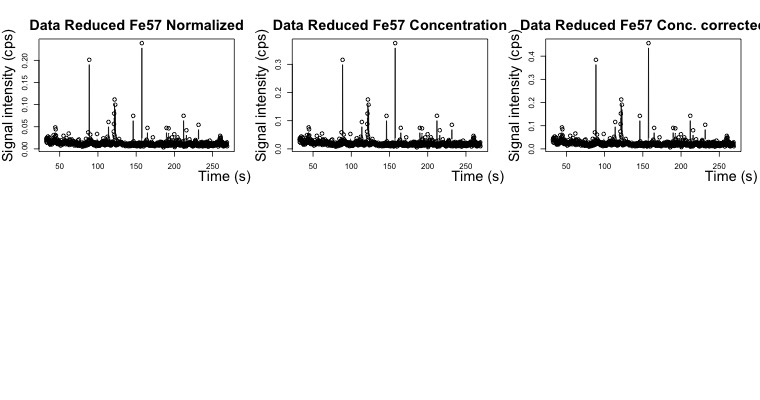 Data Reduced Fe57 Normalized
Signal intensity (cps)
0.00 0.05 0.10 0.15 0.20
50 100 150 200 250
Time (s)
Data Reduced Fe57 Concentration
Signal intensity (cps)
0.0 0.1 0.2 0.3
50 100 150 200 250
Time (s)
Data Reduced Fe57 Conc. corrected
Signal intensity (cps)
0.0 0.1 0.2 0.3 0.4
50 100 150 200 250
Time (s)